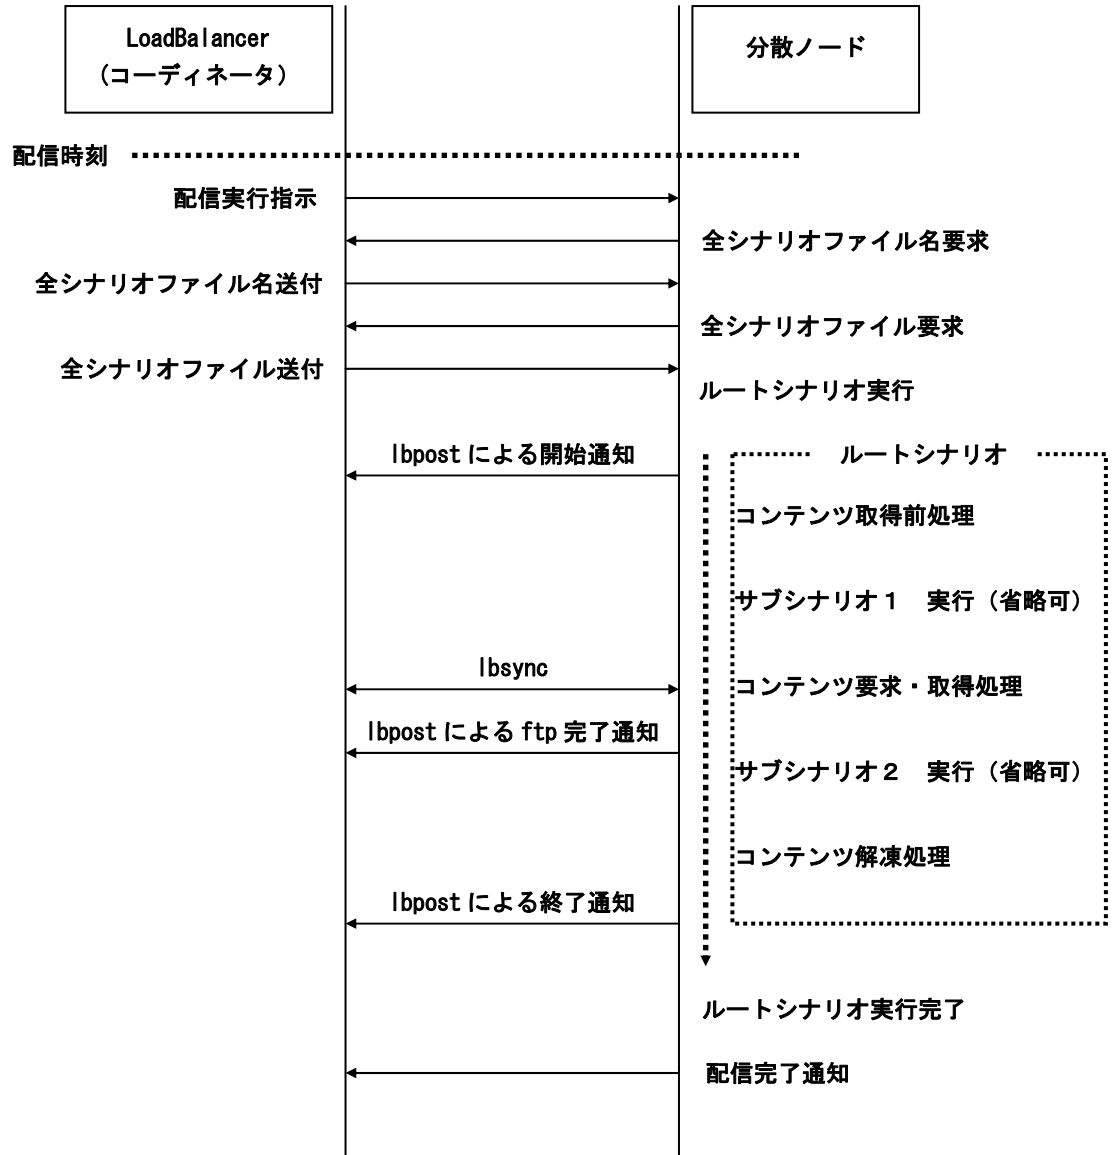 LoadBalancer
(コーディネータ)
分散ノード
配信時刻
配信実行指示
全シナリオファイル名要求
全シナリオファイル名送付
全シナリオファイル要求
全シナリオファイル送付
ルートシナリオ実行
lbpost による開始通知
ルートシナリオ
コンテンツ取得前処理
サブシナリオ1 実行(省略可)
lbsync
コンテンツ要求・取得処理
lbpost による ftp 完了通知
サブシナリオ2 実行(省略可)
コンテンツ解凍処理
lbpost による終了通知
ルートシナリオ実行完了
配信完了通知